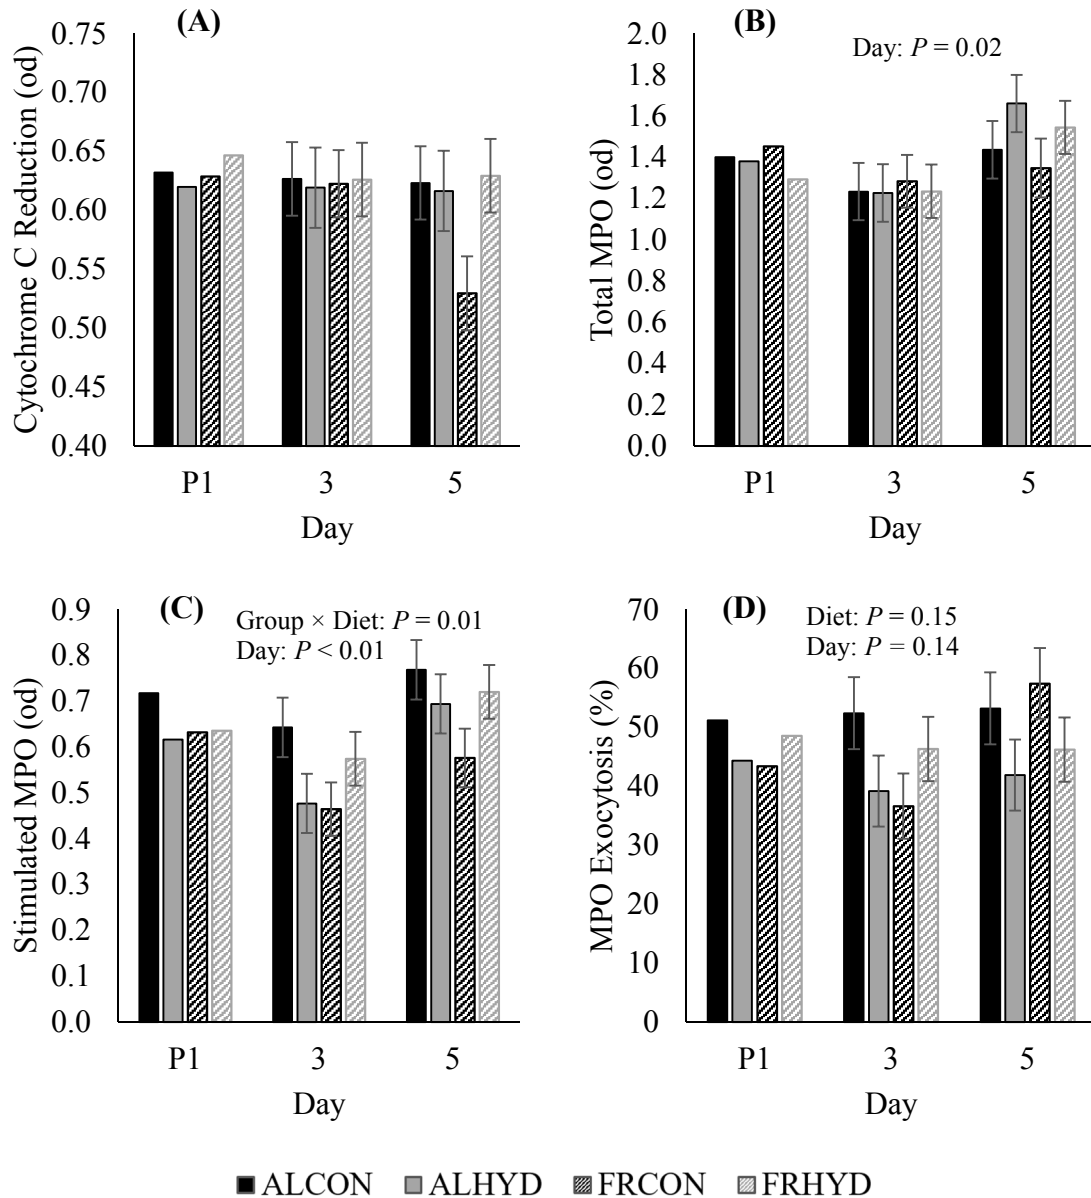 (A)
Cytochrome C Reduction (od)
0.75
0.70
0.65
0.60
0.55
0.50
0.45
0.40
P1 3 5
Day
(B)
Day: P = 0.02
Total MPO (od)
2.0
1.8
1.6
1.4
1.2
1.0
0.8
0.6
0.4
0.2
0.0
P1 3 5
Day
(C)
Group × Diet: P = 0.01
Day: P < 0.01
Stimulated MPO (od)
0.9
0.8
0.7
0.6
0.5
0.4
0.3
0.2
0.1
0.0
P1 3 5
Day
(D)
Diet: P = 0.15
Day: P = 0.14
MPO Exocytosis (%)
70
60
50
40
30
20
10
0
P1 3 5
Day
ALCON ALHYD FRCON FRHYD